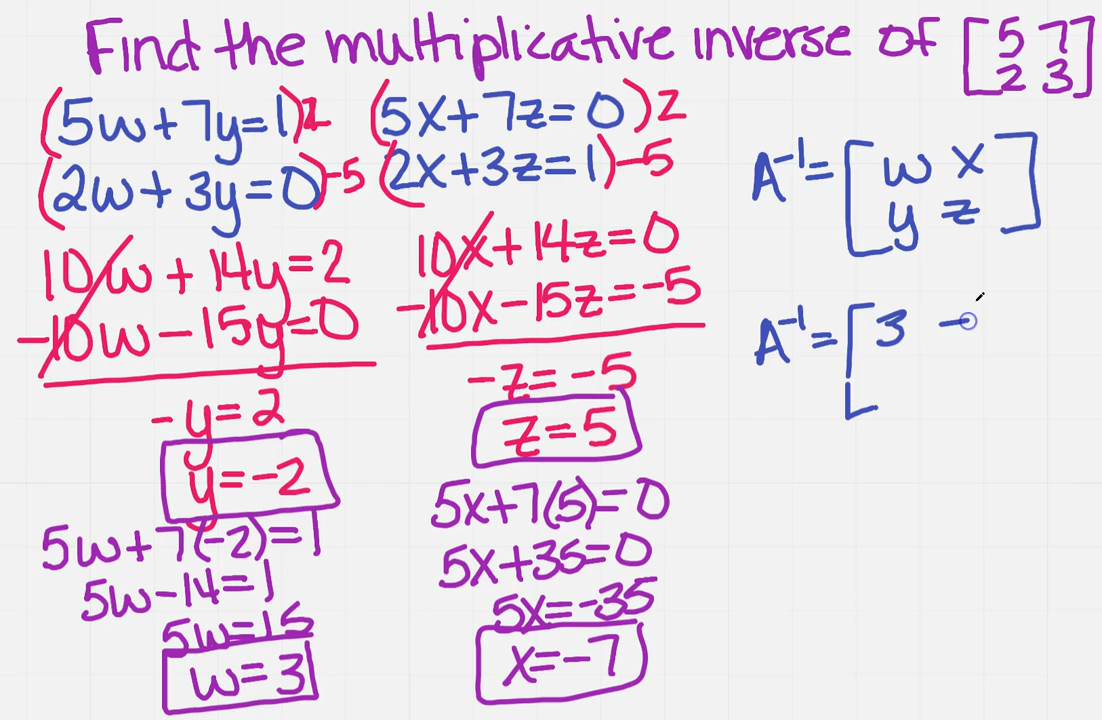 Find the multiplicative inverse of [5 7
2 3]
(5w+7y=1)2
(2w+3y=0)-5
10w+14y=2
-10w-15y=0
-y=2
y=-2
5w+7(-2)=1
5w-14=1
5w=15
w=3
(5x+7z=0)2
(2x+3z=1)-5
10x+14z=0
-10x-15z=-5
-z=-5
z=5
5x+7(5)=0
5x+35=0
5x=-35
x=-7
A⁻¹=[w x
y z]
A⁻¹=[3 -